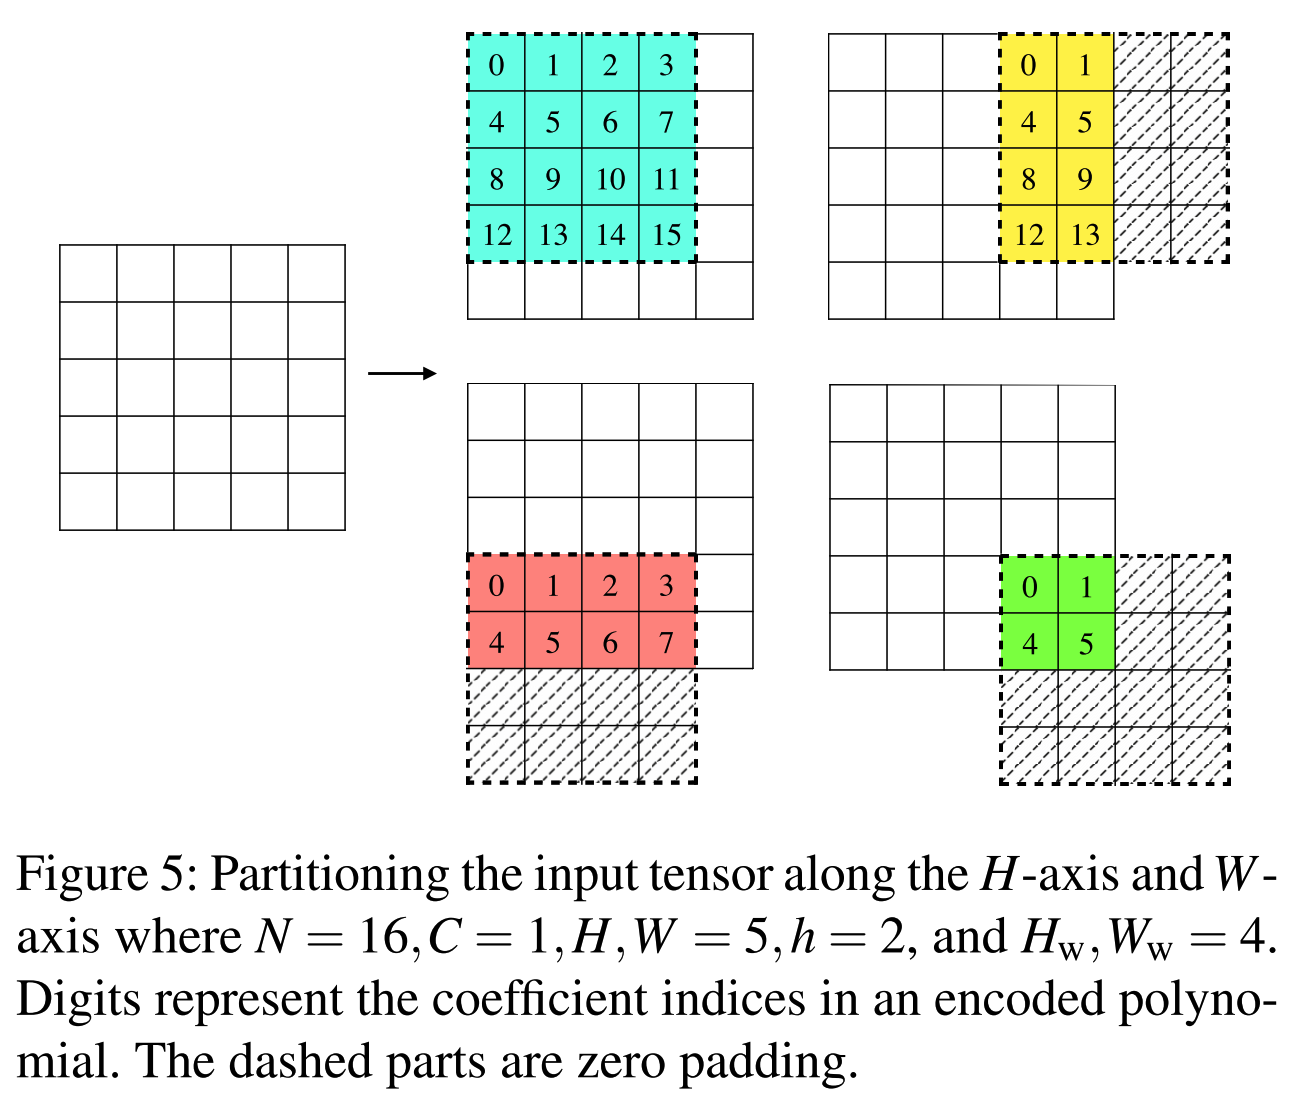 0 1 2 3
4 5 6 7
8 9 10 11
12 13 14 15
0 1
4 5
8 9
12 13
0 1 2 3
4 5 6 7
0 1
4 5
Figure 5: Partitioning the input tensor along the H-axis and W-
axis where N = 16, C = 1, H, W = 5, h = 2, and H_w, W_w = 4.
Digits represent the coefficient indices in an encoded polyno-
mial. The dashed parts are zero padding.